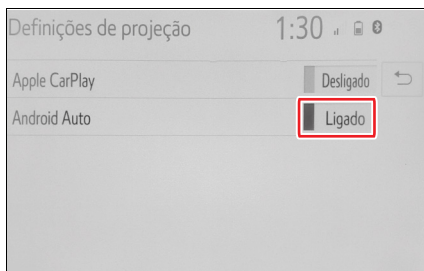 Definições de projeção 1:30
Apple CarPlay Desligado
Android Auto Ligado